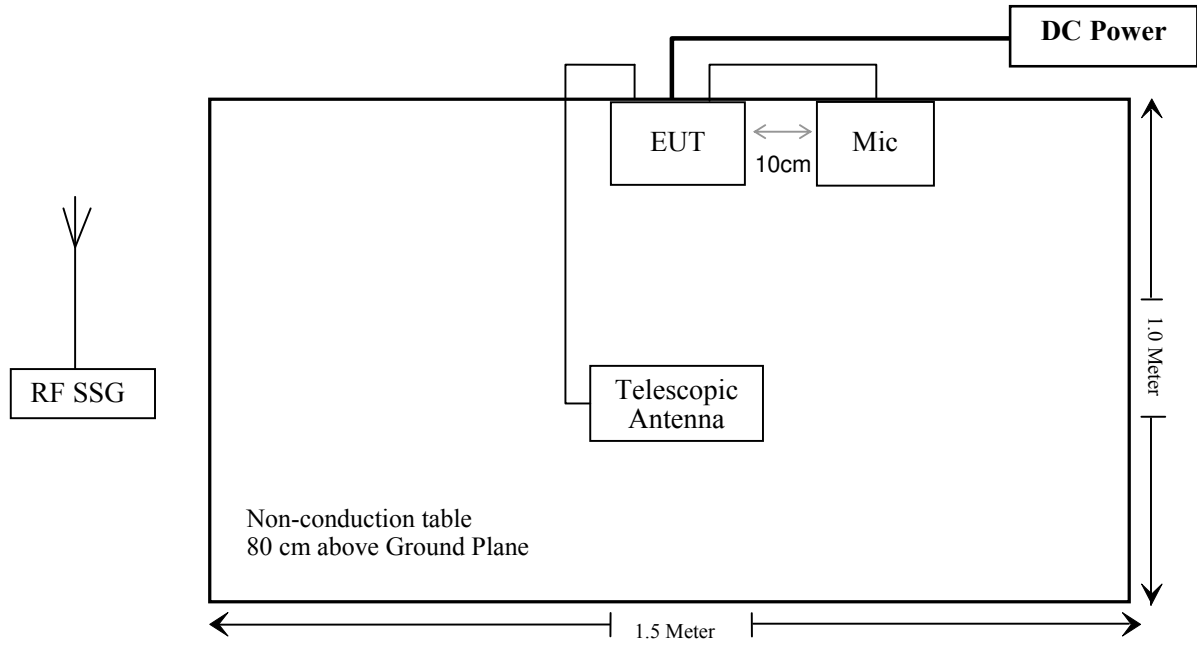 DC Power
EUT
Mic
10cm
RF SSG
Telescopic
Antenna
1.0 Meter
Non-conduction table
80 cm above Ground Plane
1.5 Meter